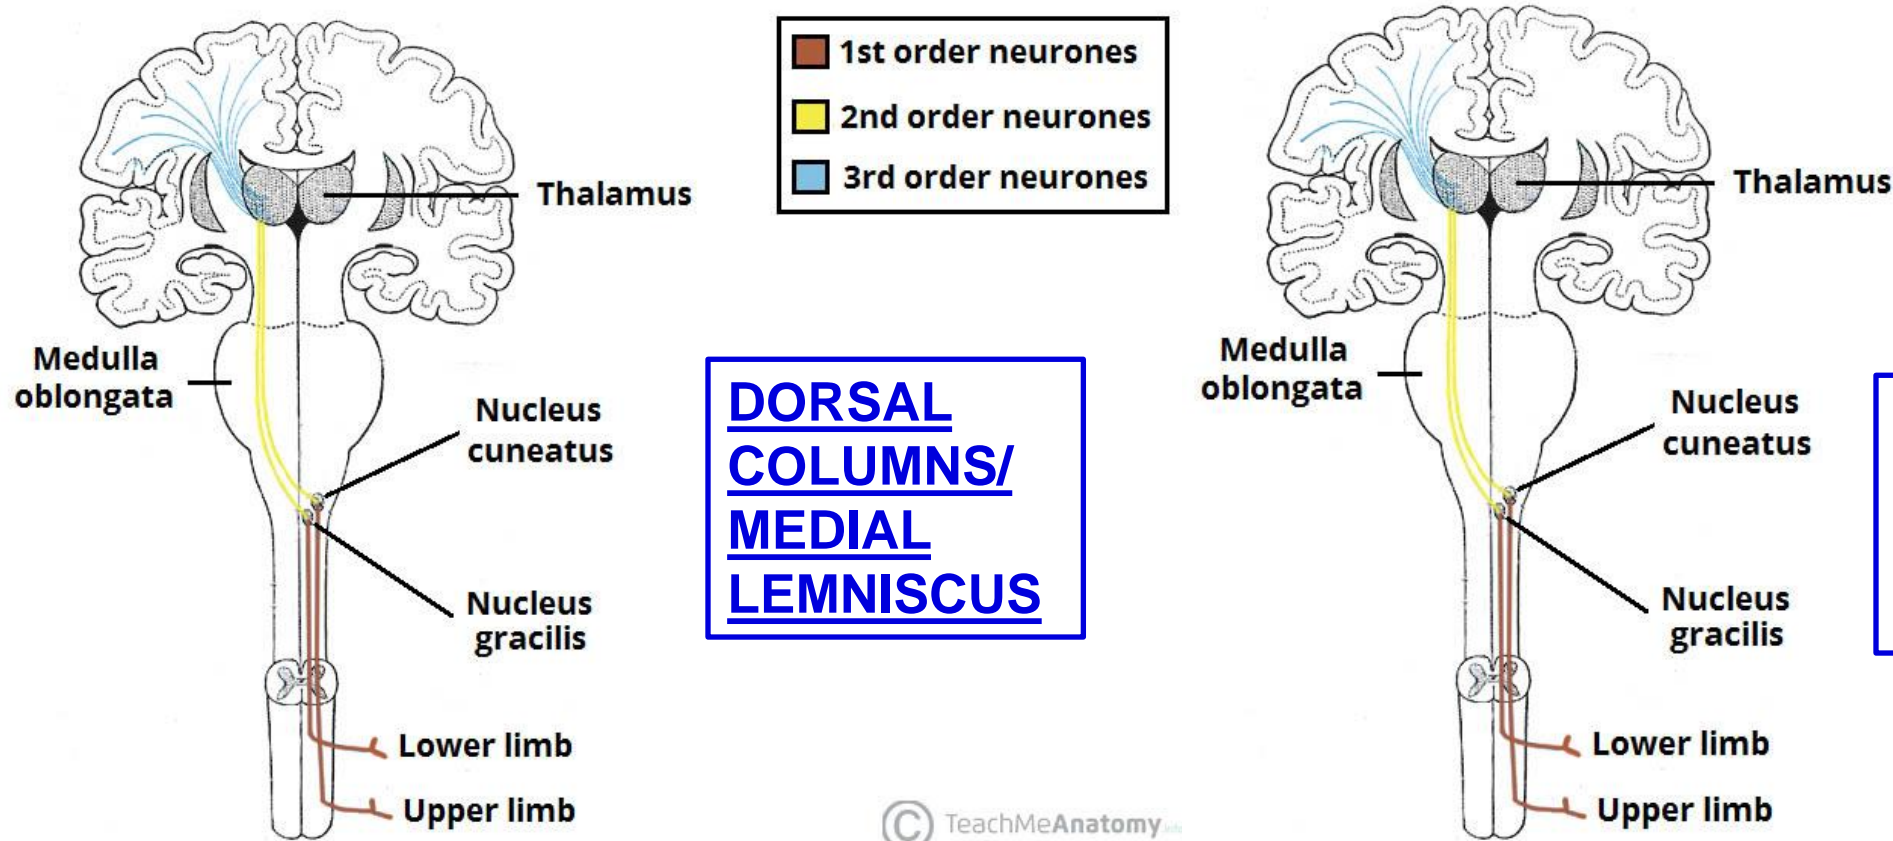 1st order neurones
2nd order neurones
3rd order neurones
Thalamus
Medulla
oblongata
Nucleus
cuneatus
Nucleus
gracilis
Lower limb
Upper limb
DORSAL
COLUMNS/
MEDIAL
LEMNISCUS
© TeachMeAnatomy
Thalamus
Medulla
oblongata
Nucleus
cuneatus
Nucleus
gracilis
Lower limb
Upper limb